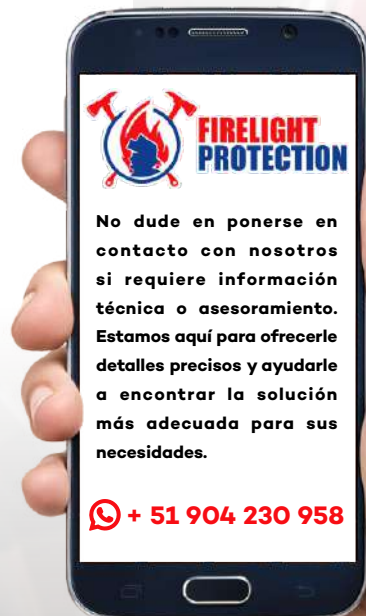 FIRELIGHT
PROTECTION
No dude en ponerse en
contacto con nosotros
si requiere información
técnica o asesoramiento.
Estamos aquí para ofrecerle
detalles precisos y ayudarle
a encontrar la solución
más adecuada para sus
necesidades.
+ 51 904 230 958